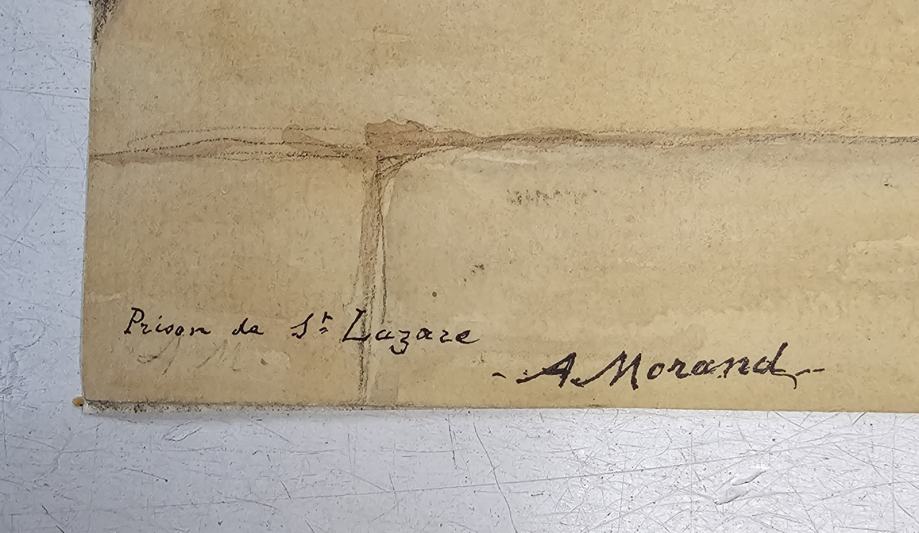 Prison de St Lazare
- A Morand -